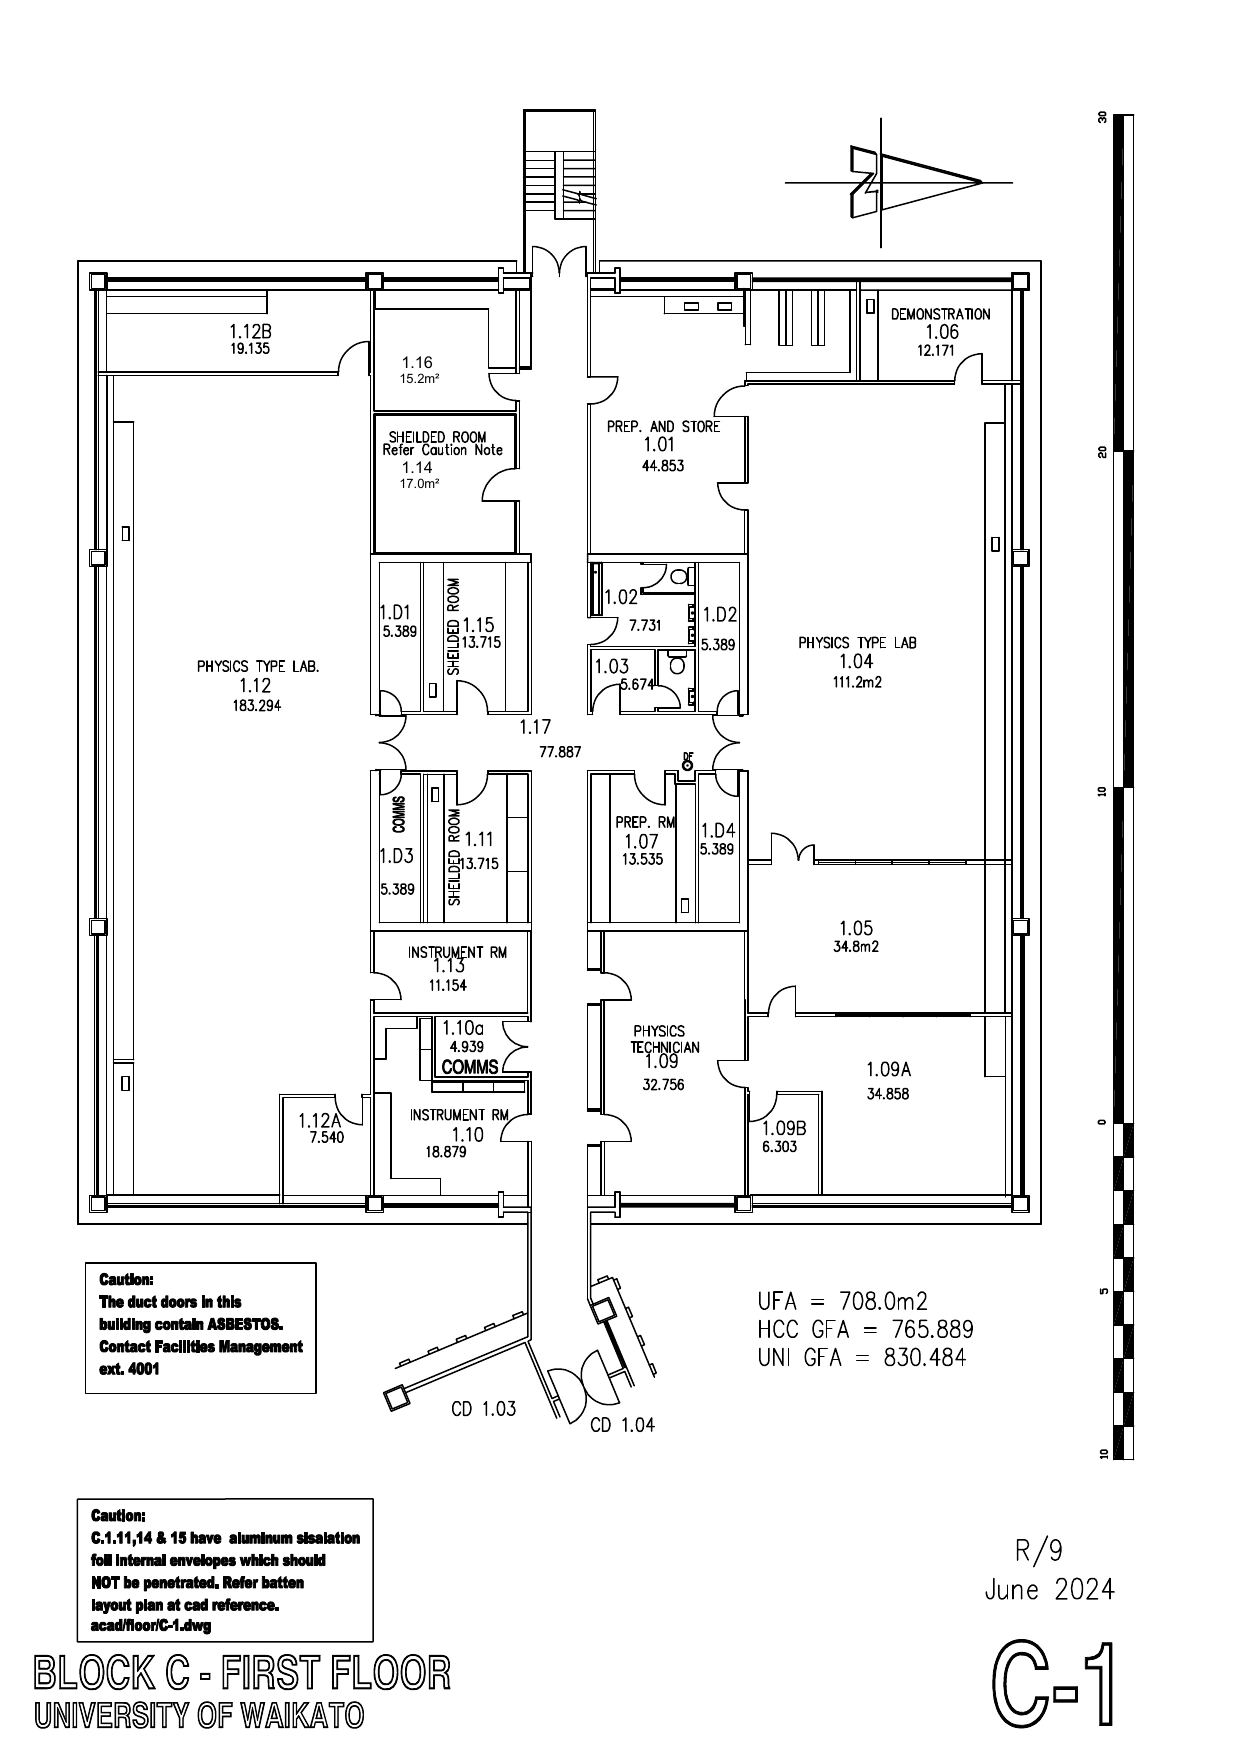 30
N
1.12B
19.135
DEMONSTRATION
1.06
12.171
1.16
15.2m²
SHEILDED ROOM
Refer Caution Note
1.14
17.0m²
PREP. AND STORE
1.01
44.853
20
1.D1
5.389
SHEILDED ROOM
1.15
13.715
1.02
7.731
1.D2
5.389
1.03
5.674
PHYSICS TYPE LAB.
1.12
183.294
PHYSICS TYPE LAB
1.04
111.2m2
1.17
77.887
DF
10
COMMS
1.D3
5.389
SHEILDED ROOM
1.11
13.715
PREP. RM
1.07
13.535
1.D4
5.389
1.05
34.8m2
INSTRUMENT RM
1.13
11.154
1.10a
4.939
COMMS
PHYSICS
TECHNICIAN
1.09
32.756
1.09A
34.858
INSTRUMENT RM
1.10
18.879
1.12A
7.540
1.09B
6.303
0
Caution:
The duct doors in this
building contain ASBESTOS.
Contact Facilities Management
ext. 4001
UFA = 708.0m2
HCC GFA = 765.889
UNI GFA = 830.484
5
CD 1.03
CD 1.04
10
Caution:
C.1.11,14 & 15 have aluminum sisalation
foil internal envelopes which should
NOT be penetrated. Refer batten
layout plan at cad reference.
acad/floor/C-1.dwg
R/9
June 2024
BLOCK C - FIRST FLOOR
UNIVERSITY OF WAIKATO
C-1